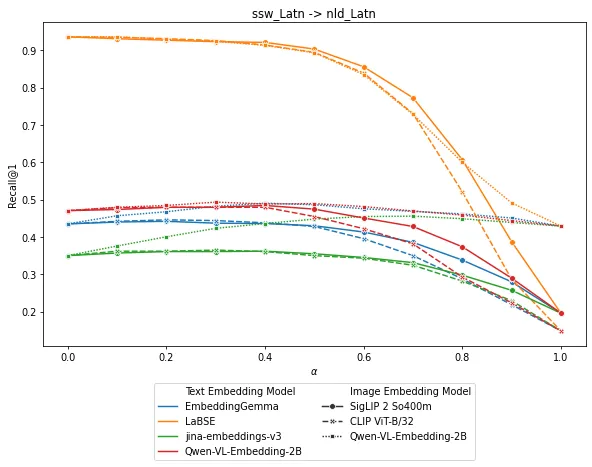 ssw_Latn -> nld_Latn
Recall@1
0.9
0.8
0.7
0.6
0.5
0.4
0.3
0.2
0.0 0.2 0.4 0.6 0.8 1.0
α
Text Embedding Model
EmbeddingGemma
LaBSE
jina-embeddings-v3
Qwen-VL-Embedding-2B
Image Embedding Model
SigLIP 2 So400m
CLIP ViT-B/32
Qwen-VL-Embedding-2B